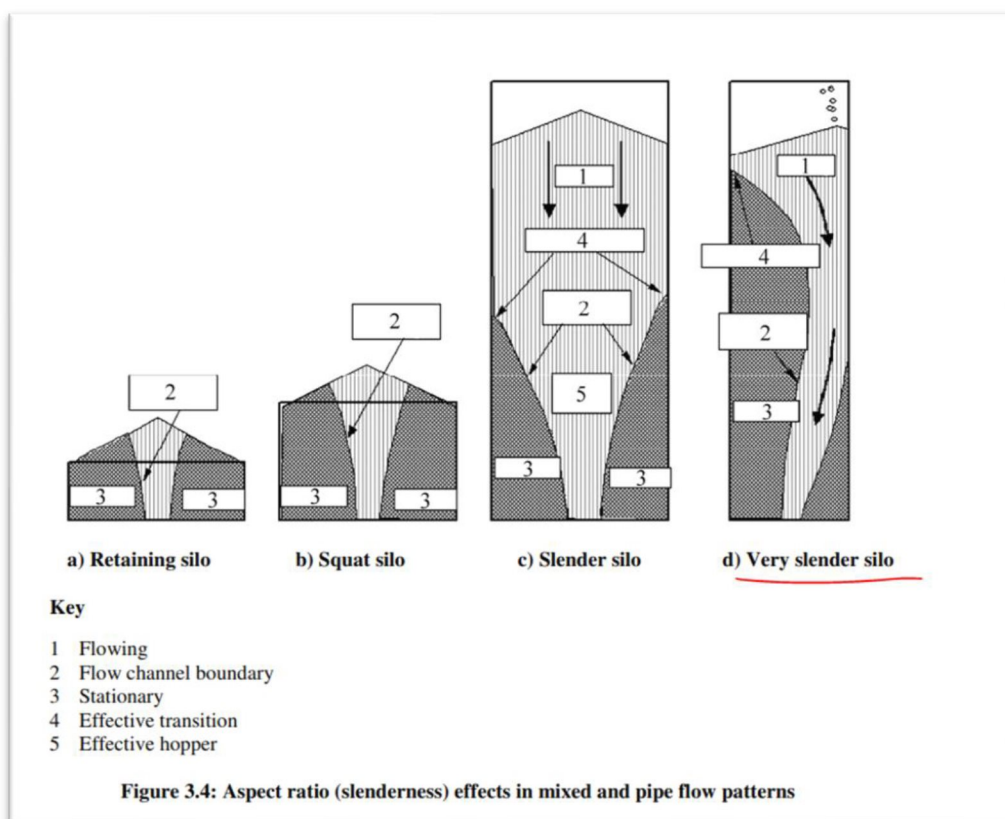 1
1
4
4
2
2
2
2
5
3
3
3
3
3
3
3
a) Retaining silo
b) Squat silo
c) Slender silo
d) Very slender silo
Key
1 Flowing
2 Flow channel boundary
3 Stationary
4 Effective transition
5 Effective hopper
Figure 3.4: Aspect ratio (slenderness) effects in mixed and pipe flow patterns